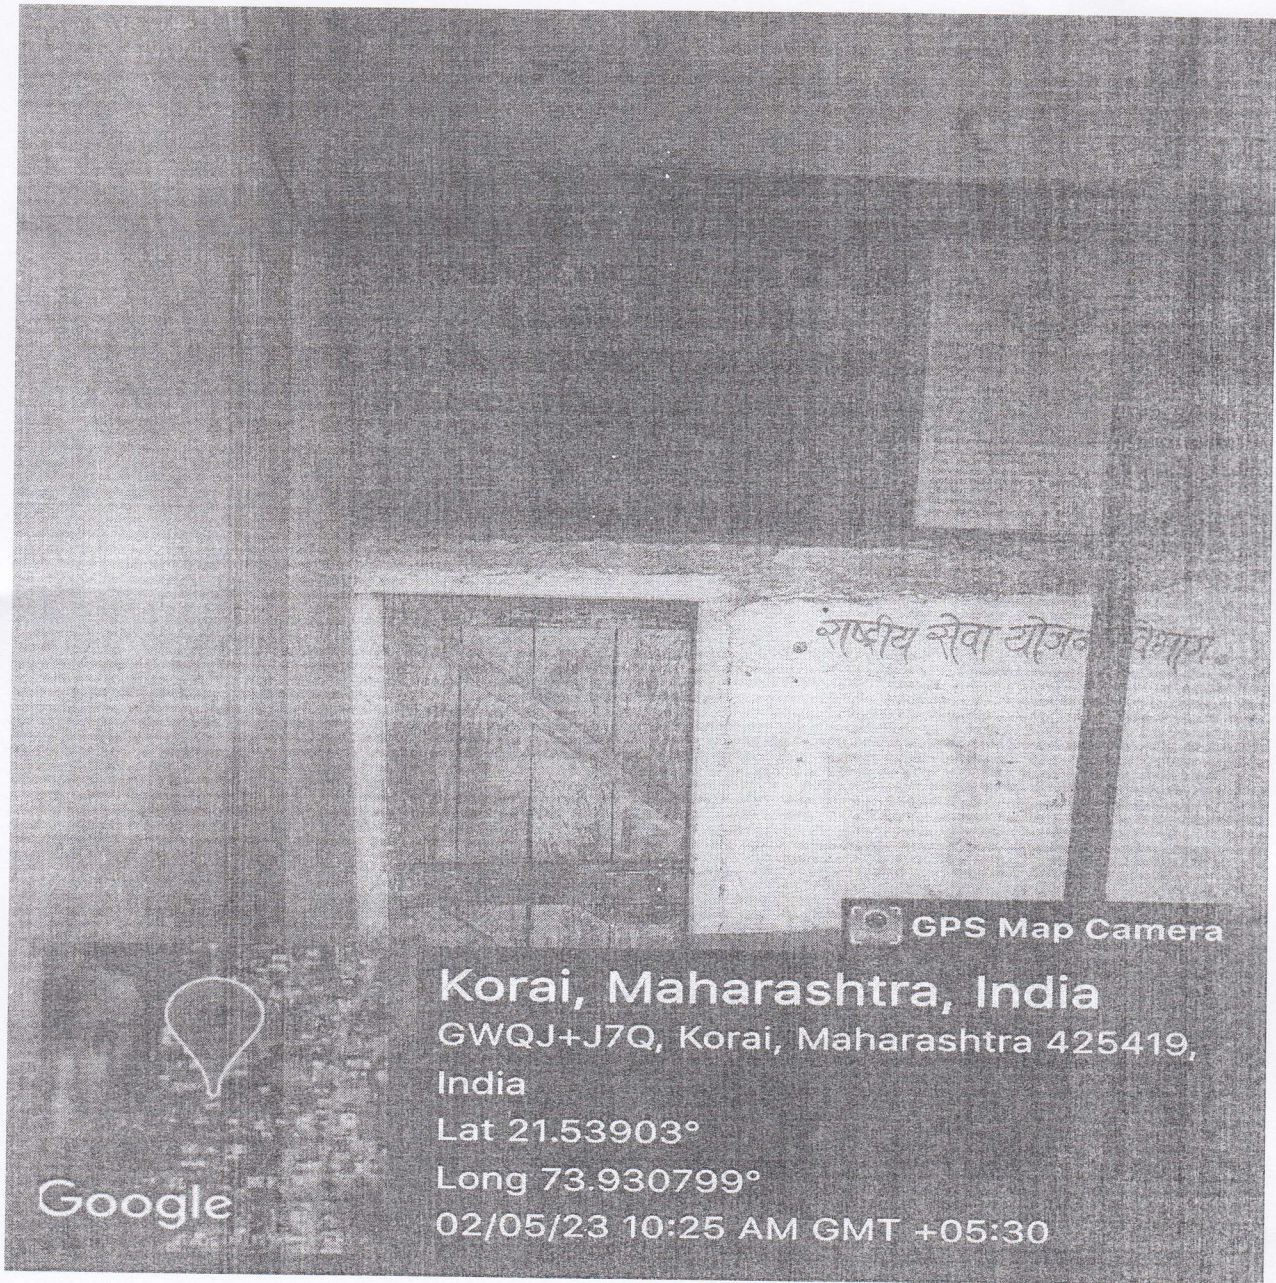 राष्ट्रीय सेवा योजना विभाग
GPS Map Camera
Korai, Maharashtra, India
GWQJ+J7Q, Korai, Maharashtra 425419,
India
Lat 21.53903°
Long 73.930799°
02/05/23 10:25 AM GMT +05:30
Google